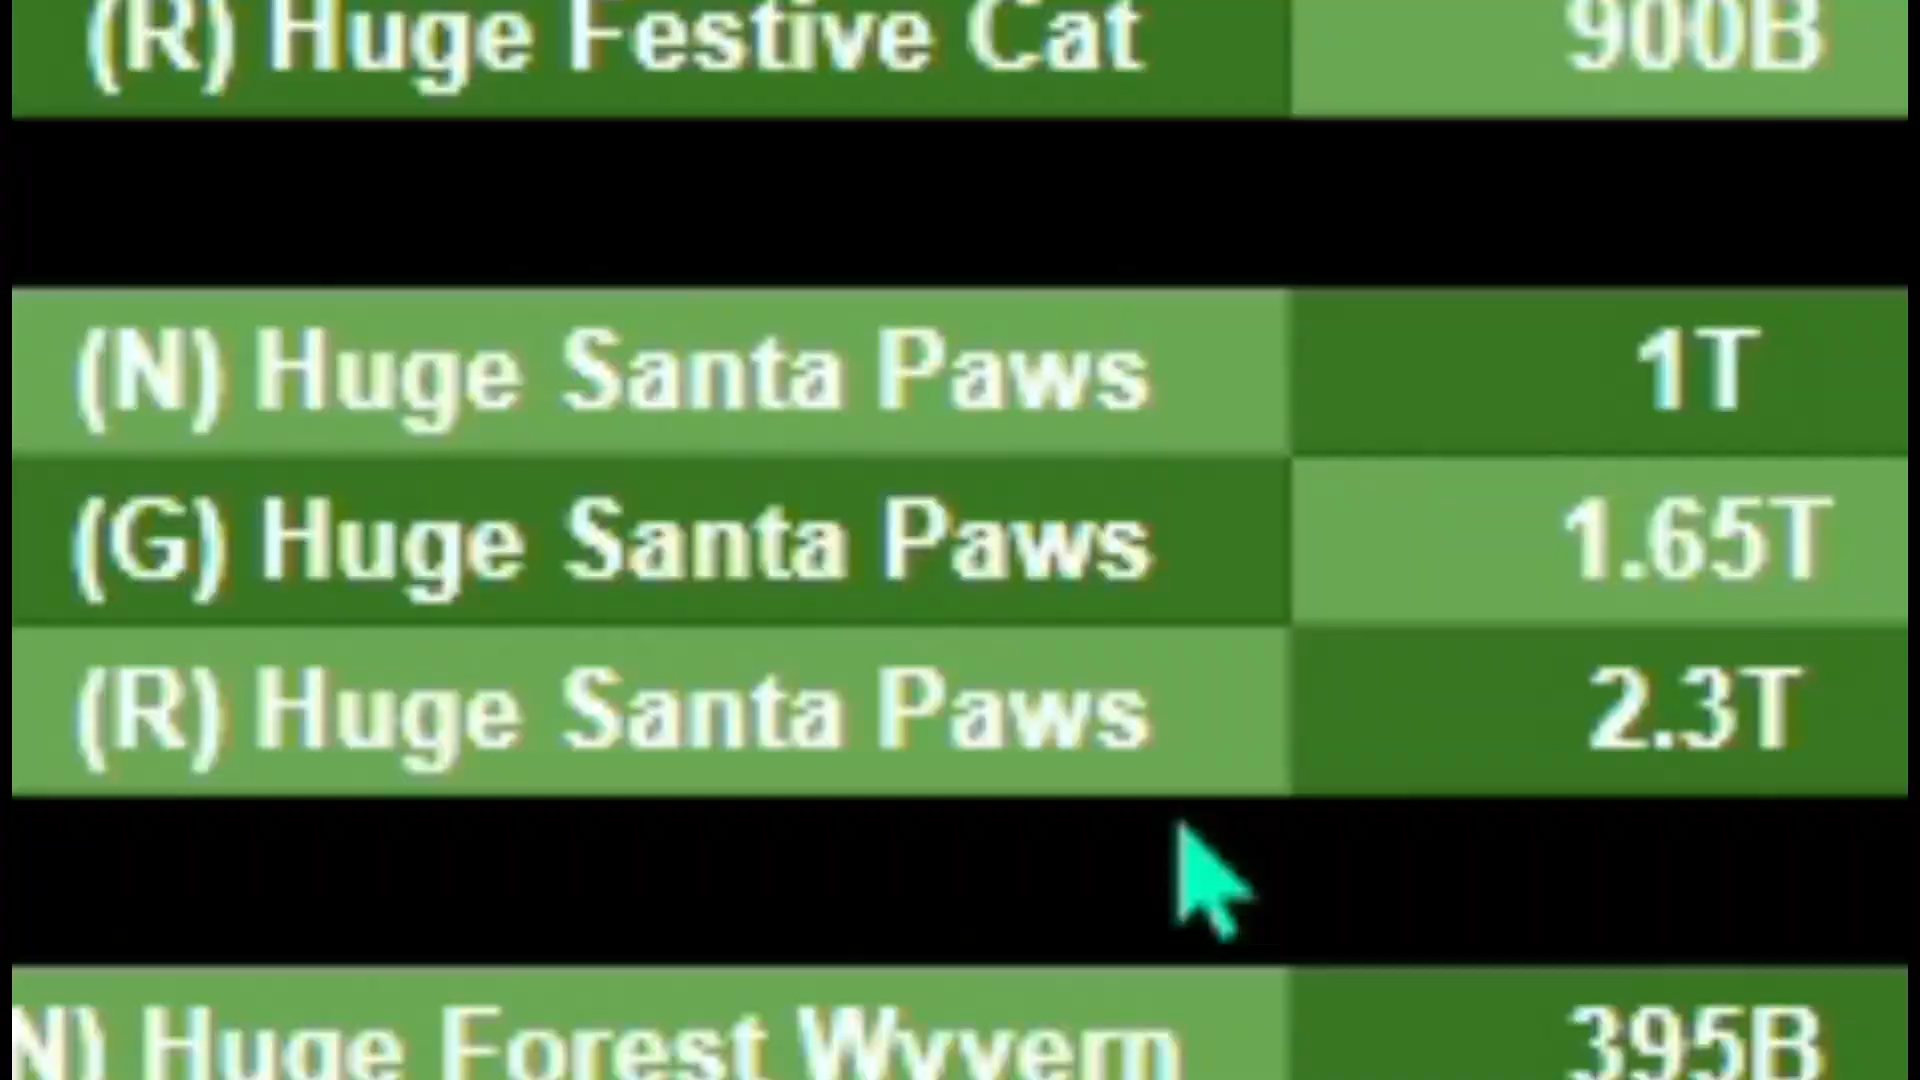 (R) Huge Festive Cat 900B
(N) Huge Santa Paws 1T
(G) Huge Santa Paws 1.65T
(R) Huge Santa Paws 2.3T
N) Huge Forest Wyvern 395B